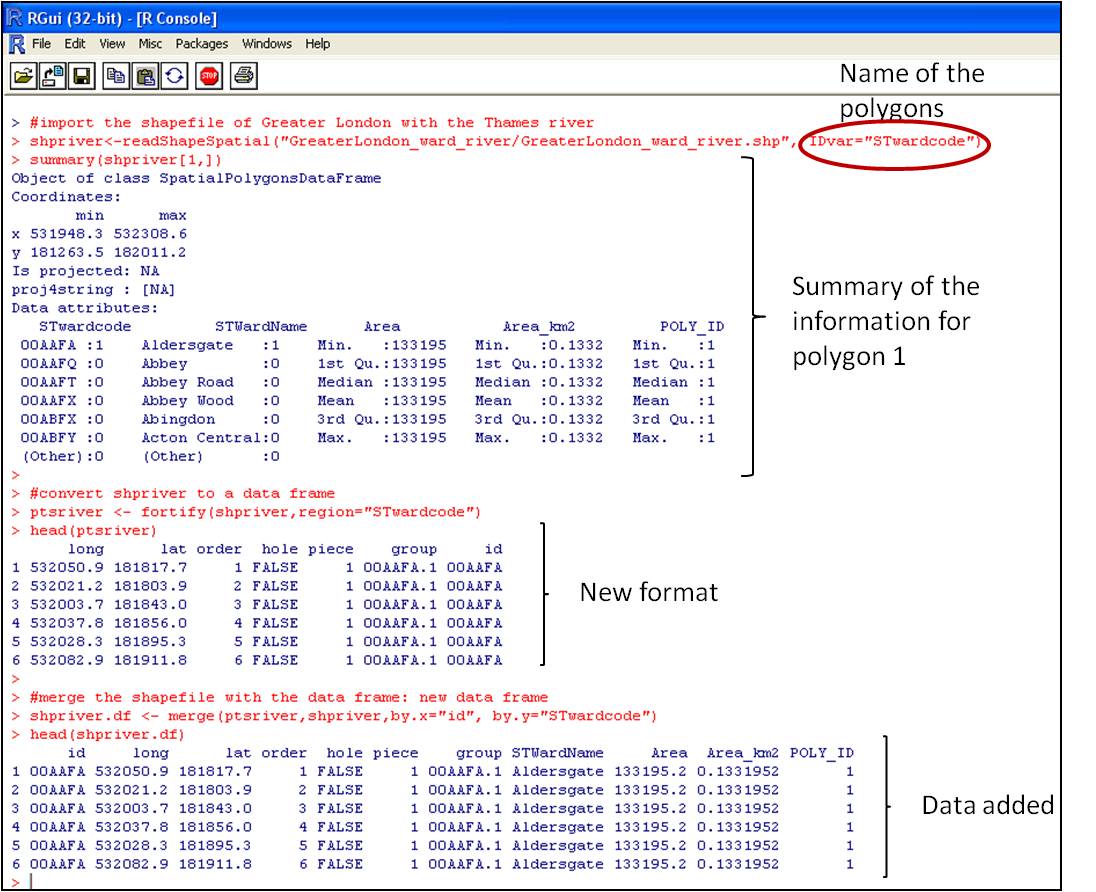 RGui (32-bit) - [R Console]
File Edit View Misc Packages Windows Help
STOP
Name of the
polygons
> #import the shapefile of Greater London with the Thames river
> shpriver<-readShapeSpatial("GreaterLondon_ward_river/GreaterLondon_ward_river.shp", IDvar="STwardcode")
> summary(shpriver[1,])
Object of class SpatialPolygonsDataFrame
Coordinates:
min max
x 531948.3 532308.6
y 181263.5 182011.2
Is projected: NA
proj4string : [NA]
Data attributes:
STwardcode STWardName Area Area_km2 POLY_ID
00AAFA :1 Aldersgate :1 Min. :133195 Min. :0.1332 Min. :1
00AAFQ :0 Abbey :0 1st Qu.:133195 1st Qu.:0.1332 1st Qu.:1
00AAFT :0 Abbey Road :0 Median :133195 Median :0.1332 Median :1
00AAFX :0 Abbey Wood :0 Mean :133195 Mean :0.1332 Mean :1
00ABFX :0 Abingdon :0 3rd Qu.:133195 3rd Qu.:0.1332 3rd Qu.:1
00ABFY :0 Acton Central:0 Max. :133195 Max. :0.1332 Max. :1
(Other):0 (Other) :0
Summary of the
information for
polygon 1
>
> #convert shpriver to a data frame
> ptsriver <- fortify(shpriver,region="STwardcode")
> head(ptsriver)
long lat order hole piece group id
1 532050.9 181817.7 1 FALSE 1 00AAFA.1 00AAFA
2 532021.2 181803.9 2 FALSE 1 00AAFA.1 00AAFA
3 532003.7 181843.0 3 FALSE 1 00AAFA.1 00AAFA
4 532037.8 181856.0 4 FALSE 1 00AAFA.1 00AAFA
5 532028.3 181895.3 5 FALSE 1 00AAFA.1 00AAFA
6 532082.9 181911.8 6 FALSE 1 00AAFA.1 00AAFA
New format
>
> #merge the shapefile with the data frame: new data frame
> shpriver.df <- merge(ptsriver,shpriver,by.x="id", by.y="STwardcode")
> head(shpriver.df)
id long lat order hole piece group STWardName Area Area_km2 POLY_ID
1 00AAFA 532050.9 181817.7 1 FALSE 1 00AAFA.1 Aldersgate 133195.2 0.1331952 1
2 00AAFA 532021.2 181803.9 2 FALSE 1 00AAFA.1 Aldersgate 133195.2 0.1331952 1
3 00AAFA 532003.7 181843.0 3 FALSE 1 00AAFA.1 Aldersgate 133195.2 0.1331952 1
4 00AAFA 532037.8 181856.0 4 FALSE 1 00AAFA.1 Aldersgate 133195.2 0.1331952 1
5 00AAFA 532028.3 181895.3 5 FALSE 1 00AAFA.1 Aldersgate 133195.2 0.1331952 1
6 00AAFA 532082.9 181911.8 6 FALSE 1 00AAFA.1 Aldersgate 133195.2 0.1331952 1
Data added
>